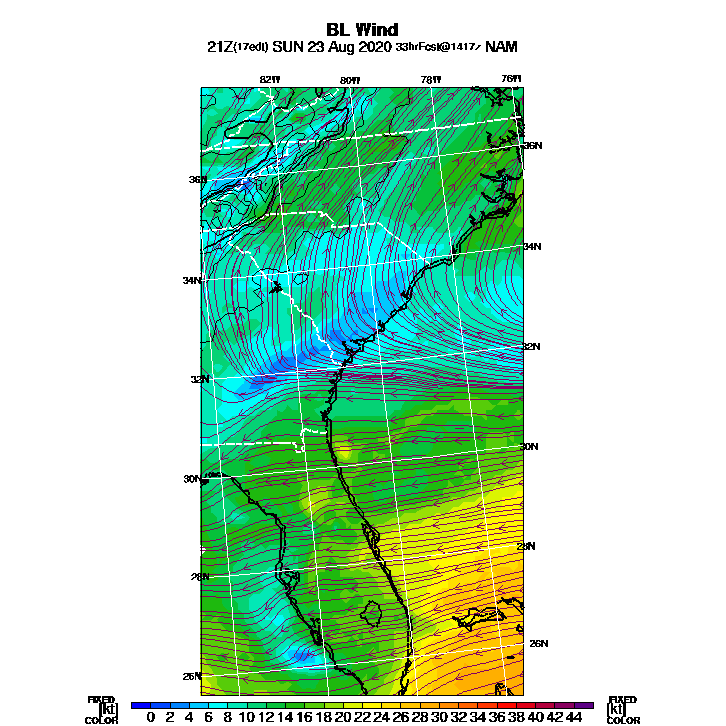 BL Wind
21Z(17edt) SUN 23 Aug 2020 33hrFcst@1417z NAM
82W 80W 78W 76W
36N
36N
34N
34N
32N
32N
30N
30N
28N
28N
26N
26N
FIXED [kt] COLOR
0 2 4 6 8 10 12 14 16 18 20 22 24 26 28 30 32 34 36 38 40 42 44
FIXED [kt] COLOR